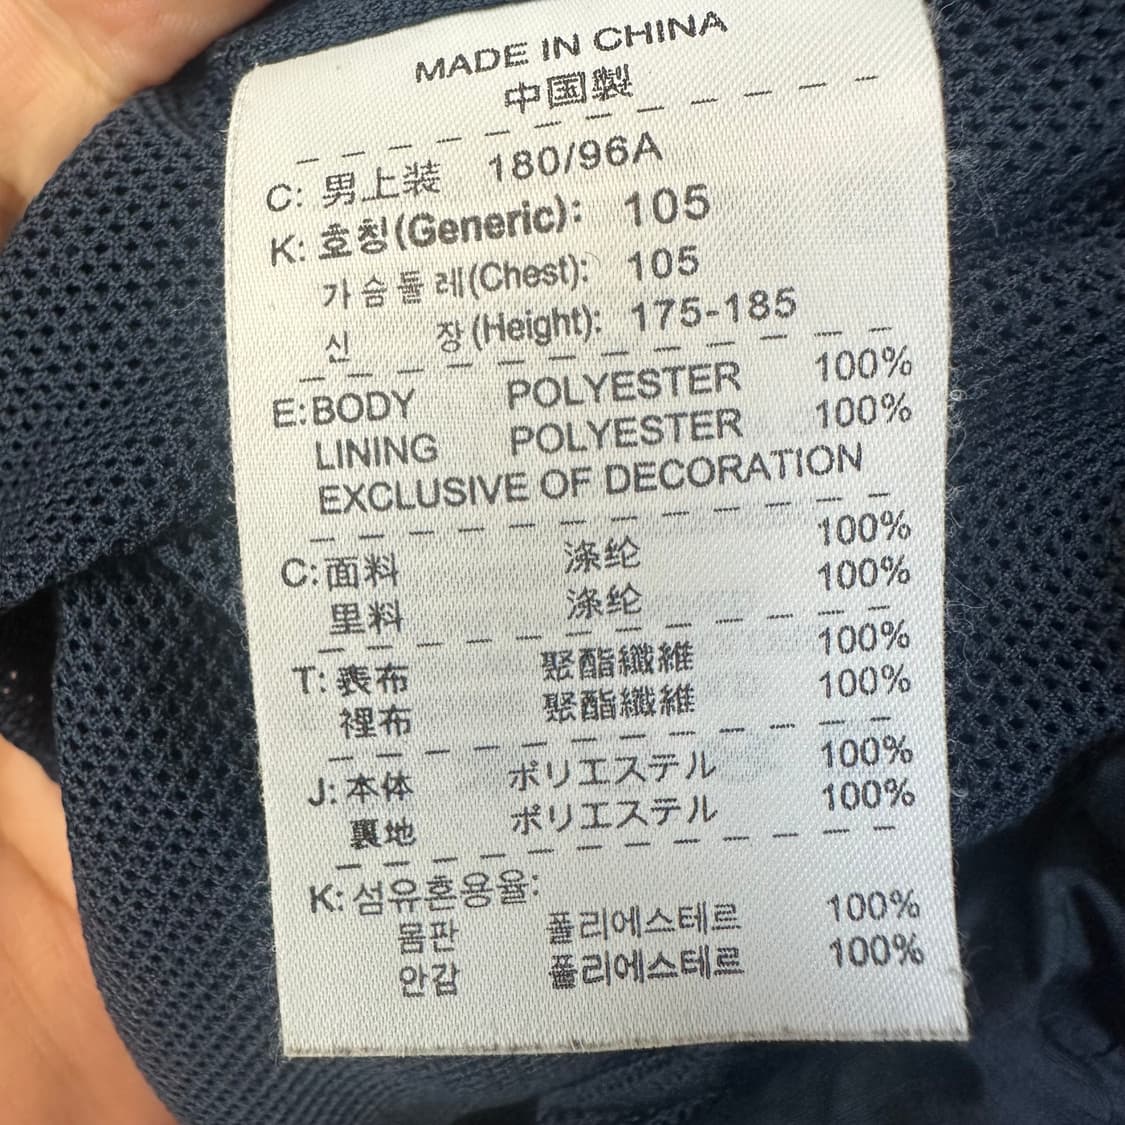 MADE IN CHINA
中国製
C: 男上装 180/96A
K: 호칭(Generic): 105
가슴둘레(Chest): 105
신 장(Height): 175-185
E: BODY POLYESTER 100%
LINING POLYESTER 100%
EXCLUSIVE OF DECORATION
C: 面料 涤纶 100%
里料 涤纶 100%
T: 表布 聚酯纖維 100%
裡布 聚酯纖維 100%
J: 本体 ポリエステル 100%
裏地 ポリエステル 100%
K: 섬유혼용율:
몸판 폴리에스테르 100%
안감 폴리에스테르 100%